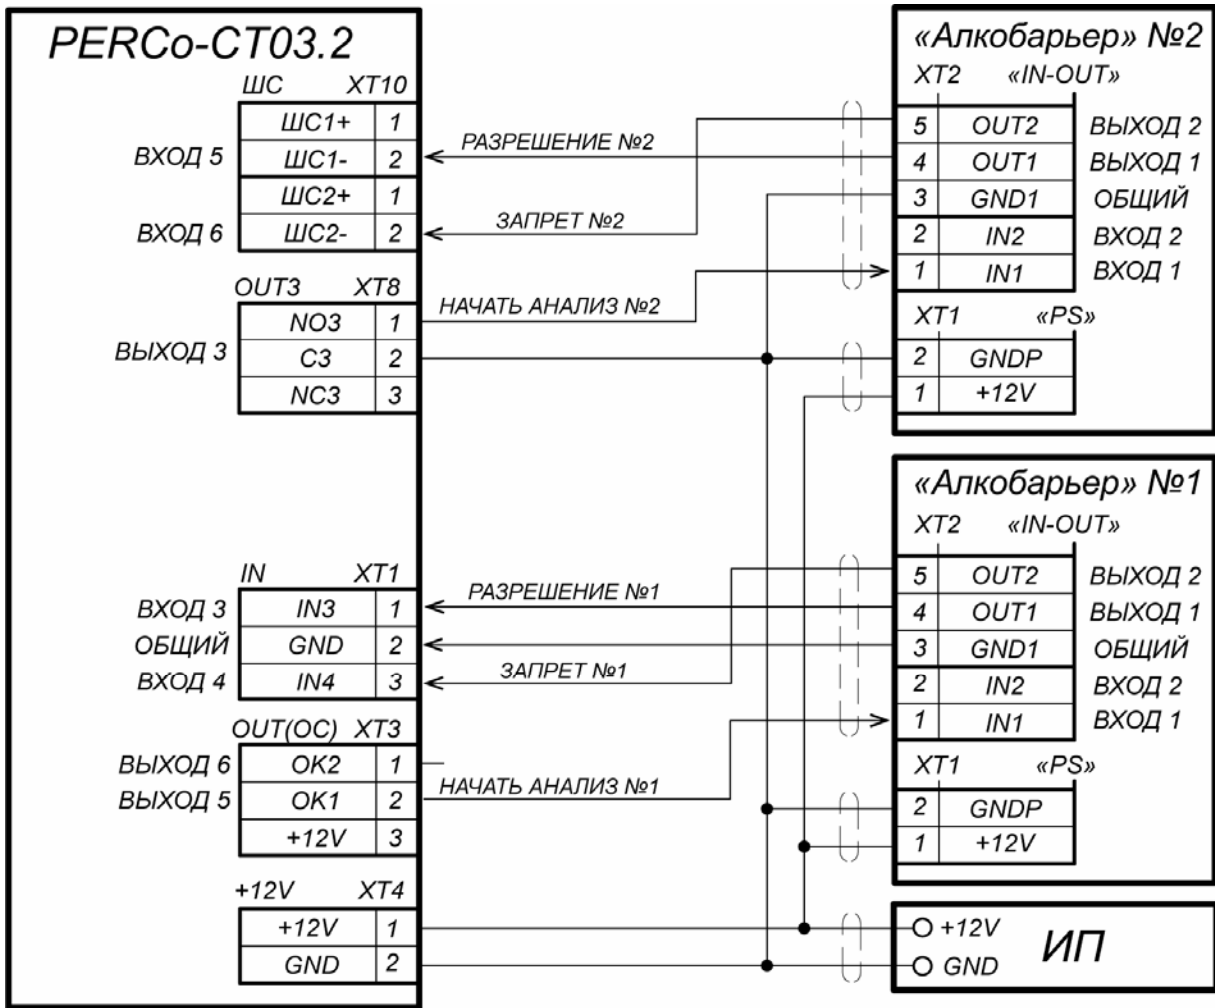 PERCo-CT03.2
ШС XT10
ШС1+ 1
ВХОД 5 ШС1- 2
ШС2+ 1
ВХОД 6 ШС2- 2
OUT3 XT8
NO3 1
ВЫХОД 3 C3 2
NC3 3
IN XT1
ВХОД 3 IN3 1
ОБЩИЙ GND 2
ВХОД 4 IN4 3
OUT(OC) XT3
ВЫХОД 6 OK2 1
ВЫХОД 5 OK1 2
+12V 3
+12V XT4
+12V 1
GND 2
РАЗРЕШЕНИЕ №2
ЗАПРЕТ №2
НАЧАТЬ АНАЛИЗ №2
РАЗРЕШЕНИЕ №1
ЗАПРЕТ №1
НАЧАТЬ АНАЛИЗ №1
«Алкобарьер» №2
XT2 «IN-OUT»
5 OUT2 ВЫХОД 2
4 OUT1 ВЫХОД 1
3 GND1 ОБЩИЙ
2 IN2 ВХОД 2
1 IN1 ВХОД 1
XT1 «PS»
2 GNDP
1 +12V
«Алкобарьер» №1
XT2 «IN-OUT»
5 OUT2 ВЫХОД 2
4 OUT1 ВЫХОД 1
3 GND1 ОБЩИЙ
2 IN2 ВХОД 2
1 IN1 ВХОД 1
XT1 «PS»
2 GNDP
1 +12V
+12V
ИП
GND